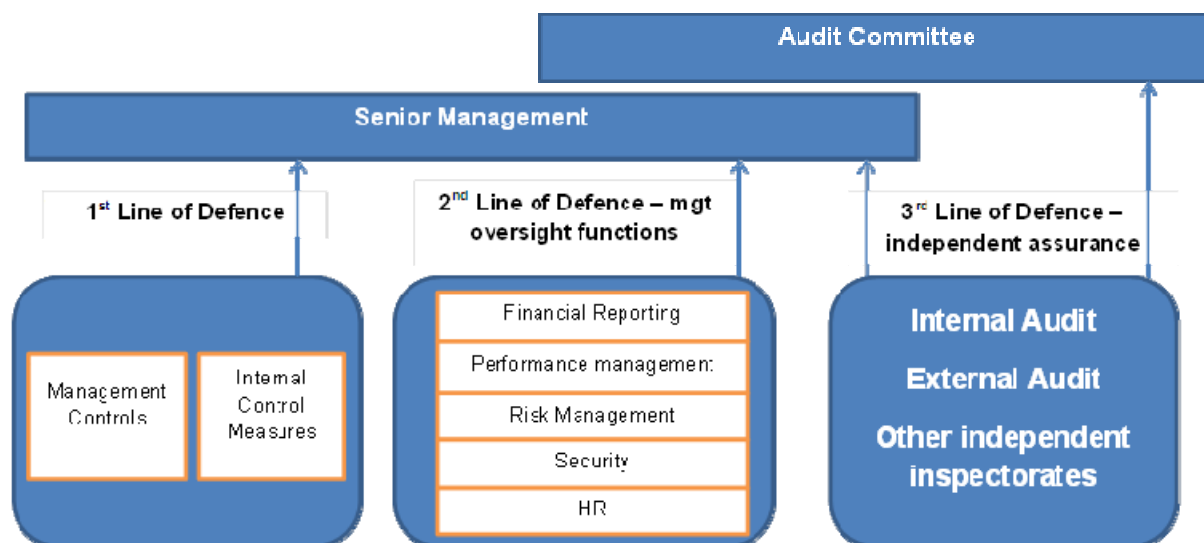 Audit Committee
Senior Management
1st Line of Defence
2nd Line of Defence – mgt
oversight functions
3rd Line of Defence –
independent assurance
Management
Controls
Internal
Control
Measures
Financial Reporting
Performance management
Risk Management
Security
HR
Internal Audit
External Audit
Other independent
inspectorates